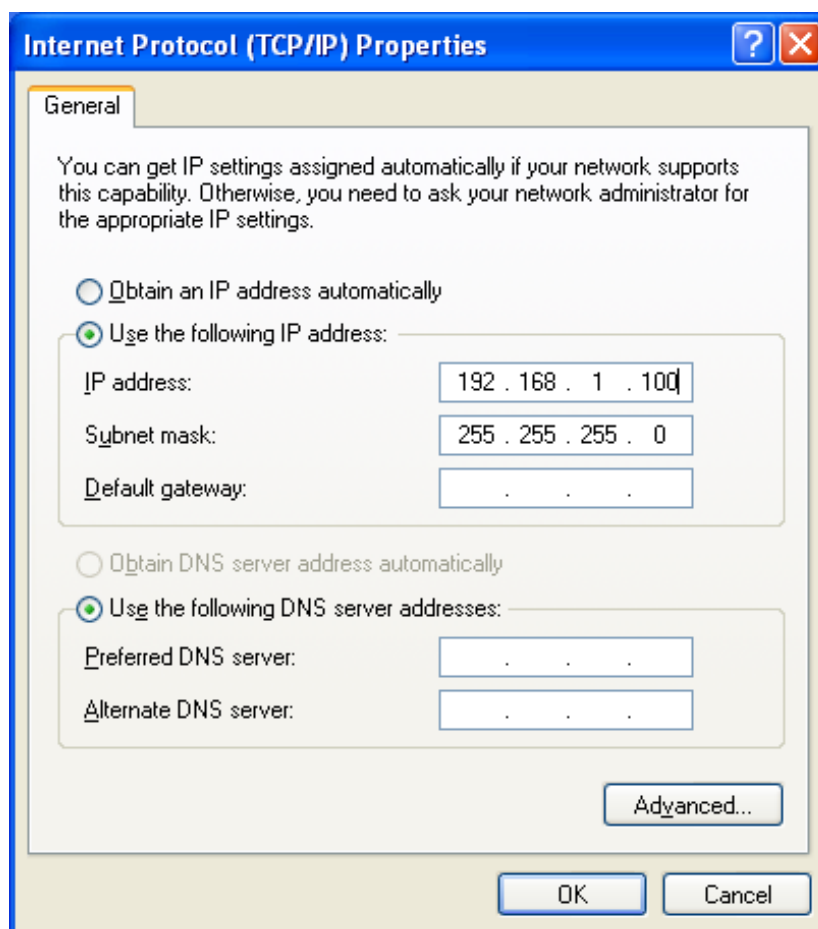 Internet Protocol (TCP/IP) Properties
General
You can get IP settings assigned automatically if your network supports
this capability. Otherwise, you need to ask your network administrator for
the appropriate IP settings.
Obtain an IP address automatically
Use the following IP address:
IP address: 192 . 168 . 1 . 100
Subnet mask: 255 . 255 . 255 . 0
Default gateway: . . .
Obtain DNS server address automatically
Use the following DNS server addresses:
Preferred DNS server: . . .
Alternate DNS server: . . .
Advanced...
OK Cancel